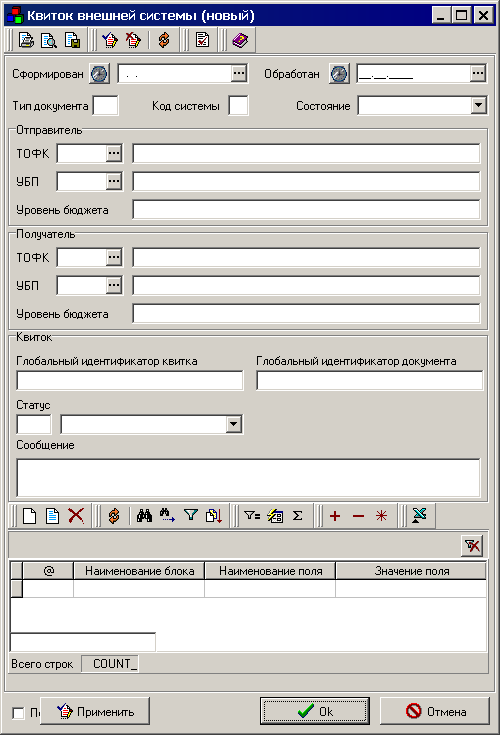 Квиток внешней системы (новый)
Сформирован . . Обработан __.__.____
Тип документа Код системы Состояние
Отправитель
ТОФК
УБП
Уровень бюджета
Получатель
ТОФК
УБП
Уровень бюджета
Квиток
Глобальный идентификатор квитка Глобальный идентификатор документа
Статус
Сообщение
@ Наименование блока Наименование поля Значение поля
Всего строк COUNT_
Применить Ok Отмена